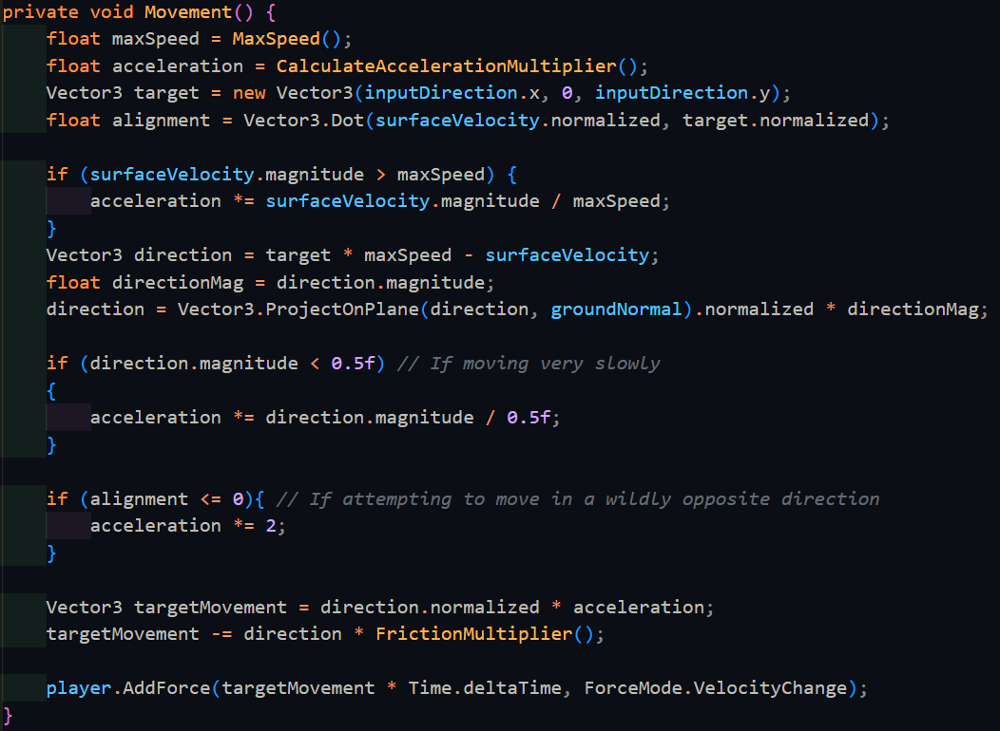 private void Movement() {
float maxSpeed = MaxSpeed();
float acceleration = CalculateAccelerationMultiplier();
Vector3 target = new Vector3(inputDirection.x, 0, inputDirection.y);
float alignment = Vector3.Dot(surfaceVelocity.normalized, target.normalized);
if (surfaceVelocity.magnitude > maxSpeed) {
acceleration *= surfaceVelocity.magnitude / maxSpeed;
}
Vector3 direction = target * maxSpeed - surfaceVelocity;
float directionMag = direction.magnitude;
direction = Vector3.ProjectOnPlane(direction, groundNormal).normalized * directionMag;
if (direction.magnitude < 0.5f) // If moving very slowly
{
acceleration *= direction.magnitude / 0.5f;
}
if (alignment <= 0){ // If attempting to move in a wildly opposite direction
acceleration *= 2;
}
Vector3 targetMovement = direction.normalized * acceleration;
targetMovement -= direction * FrictionMultiplier();
player.AddForce(targetMovement * Time.deltaTime, ForceMode.VelocityChange);
}